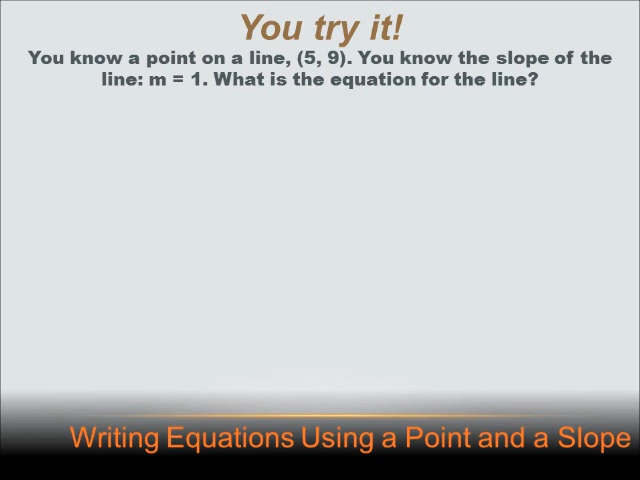 You try it!
You know a point on a line, (5, 9). You know the slope of the
line: m = 1. What is the equation for the line?
Writing Equations Using a Point and a Slope